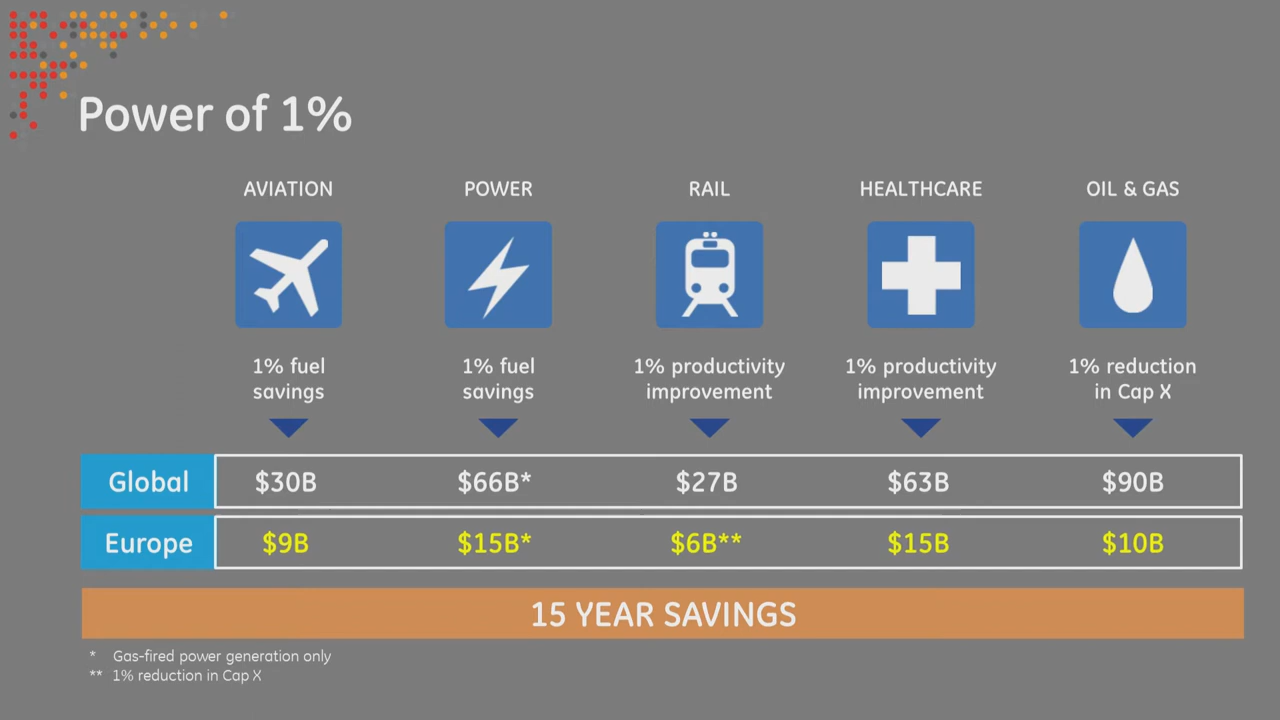 Power of 1%
AVIATION POWER RAIL HEALTHCARE OIL & GAS
1% fuel savings
1% fuel savings
1% productivity improvement
1% productivity improvement
1% reduction in Cap X
Global $30B $66B* $27B $63B $90B
Europe $9B $15B* $6B** $15B $10B
15 YEAR SAVINGS
* Gas-fired power generation only
** 1% reduction in Cap X